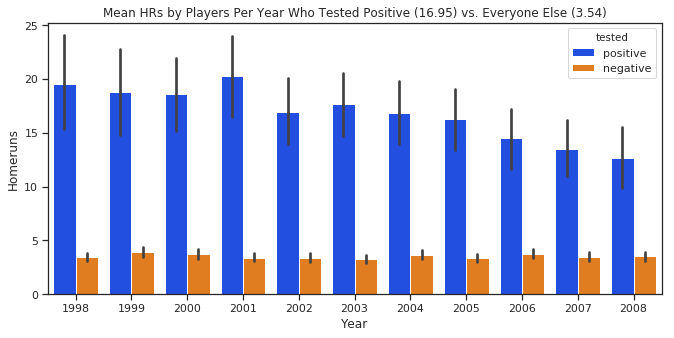 Mean HRs by Players Per Year Who Tested Positive (16.95) vs. Everyone Else (3.54)
tested
positive
negative
Homeruns
25
20
15
10
5
0
1998 1999 2000 2001 2002 2003 2004 2005 2006 2007 2008
Year